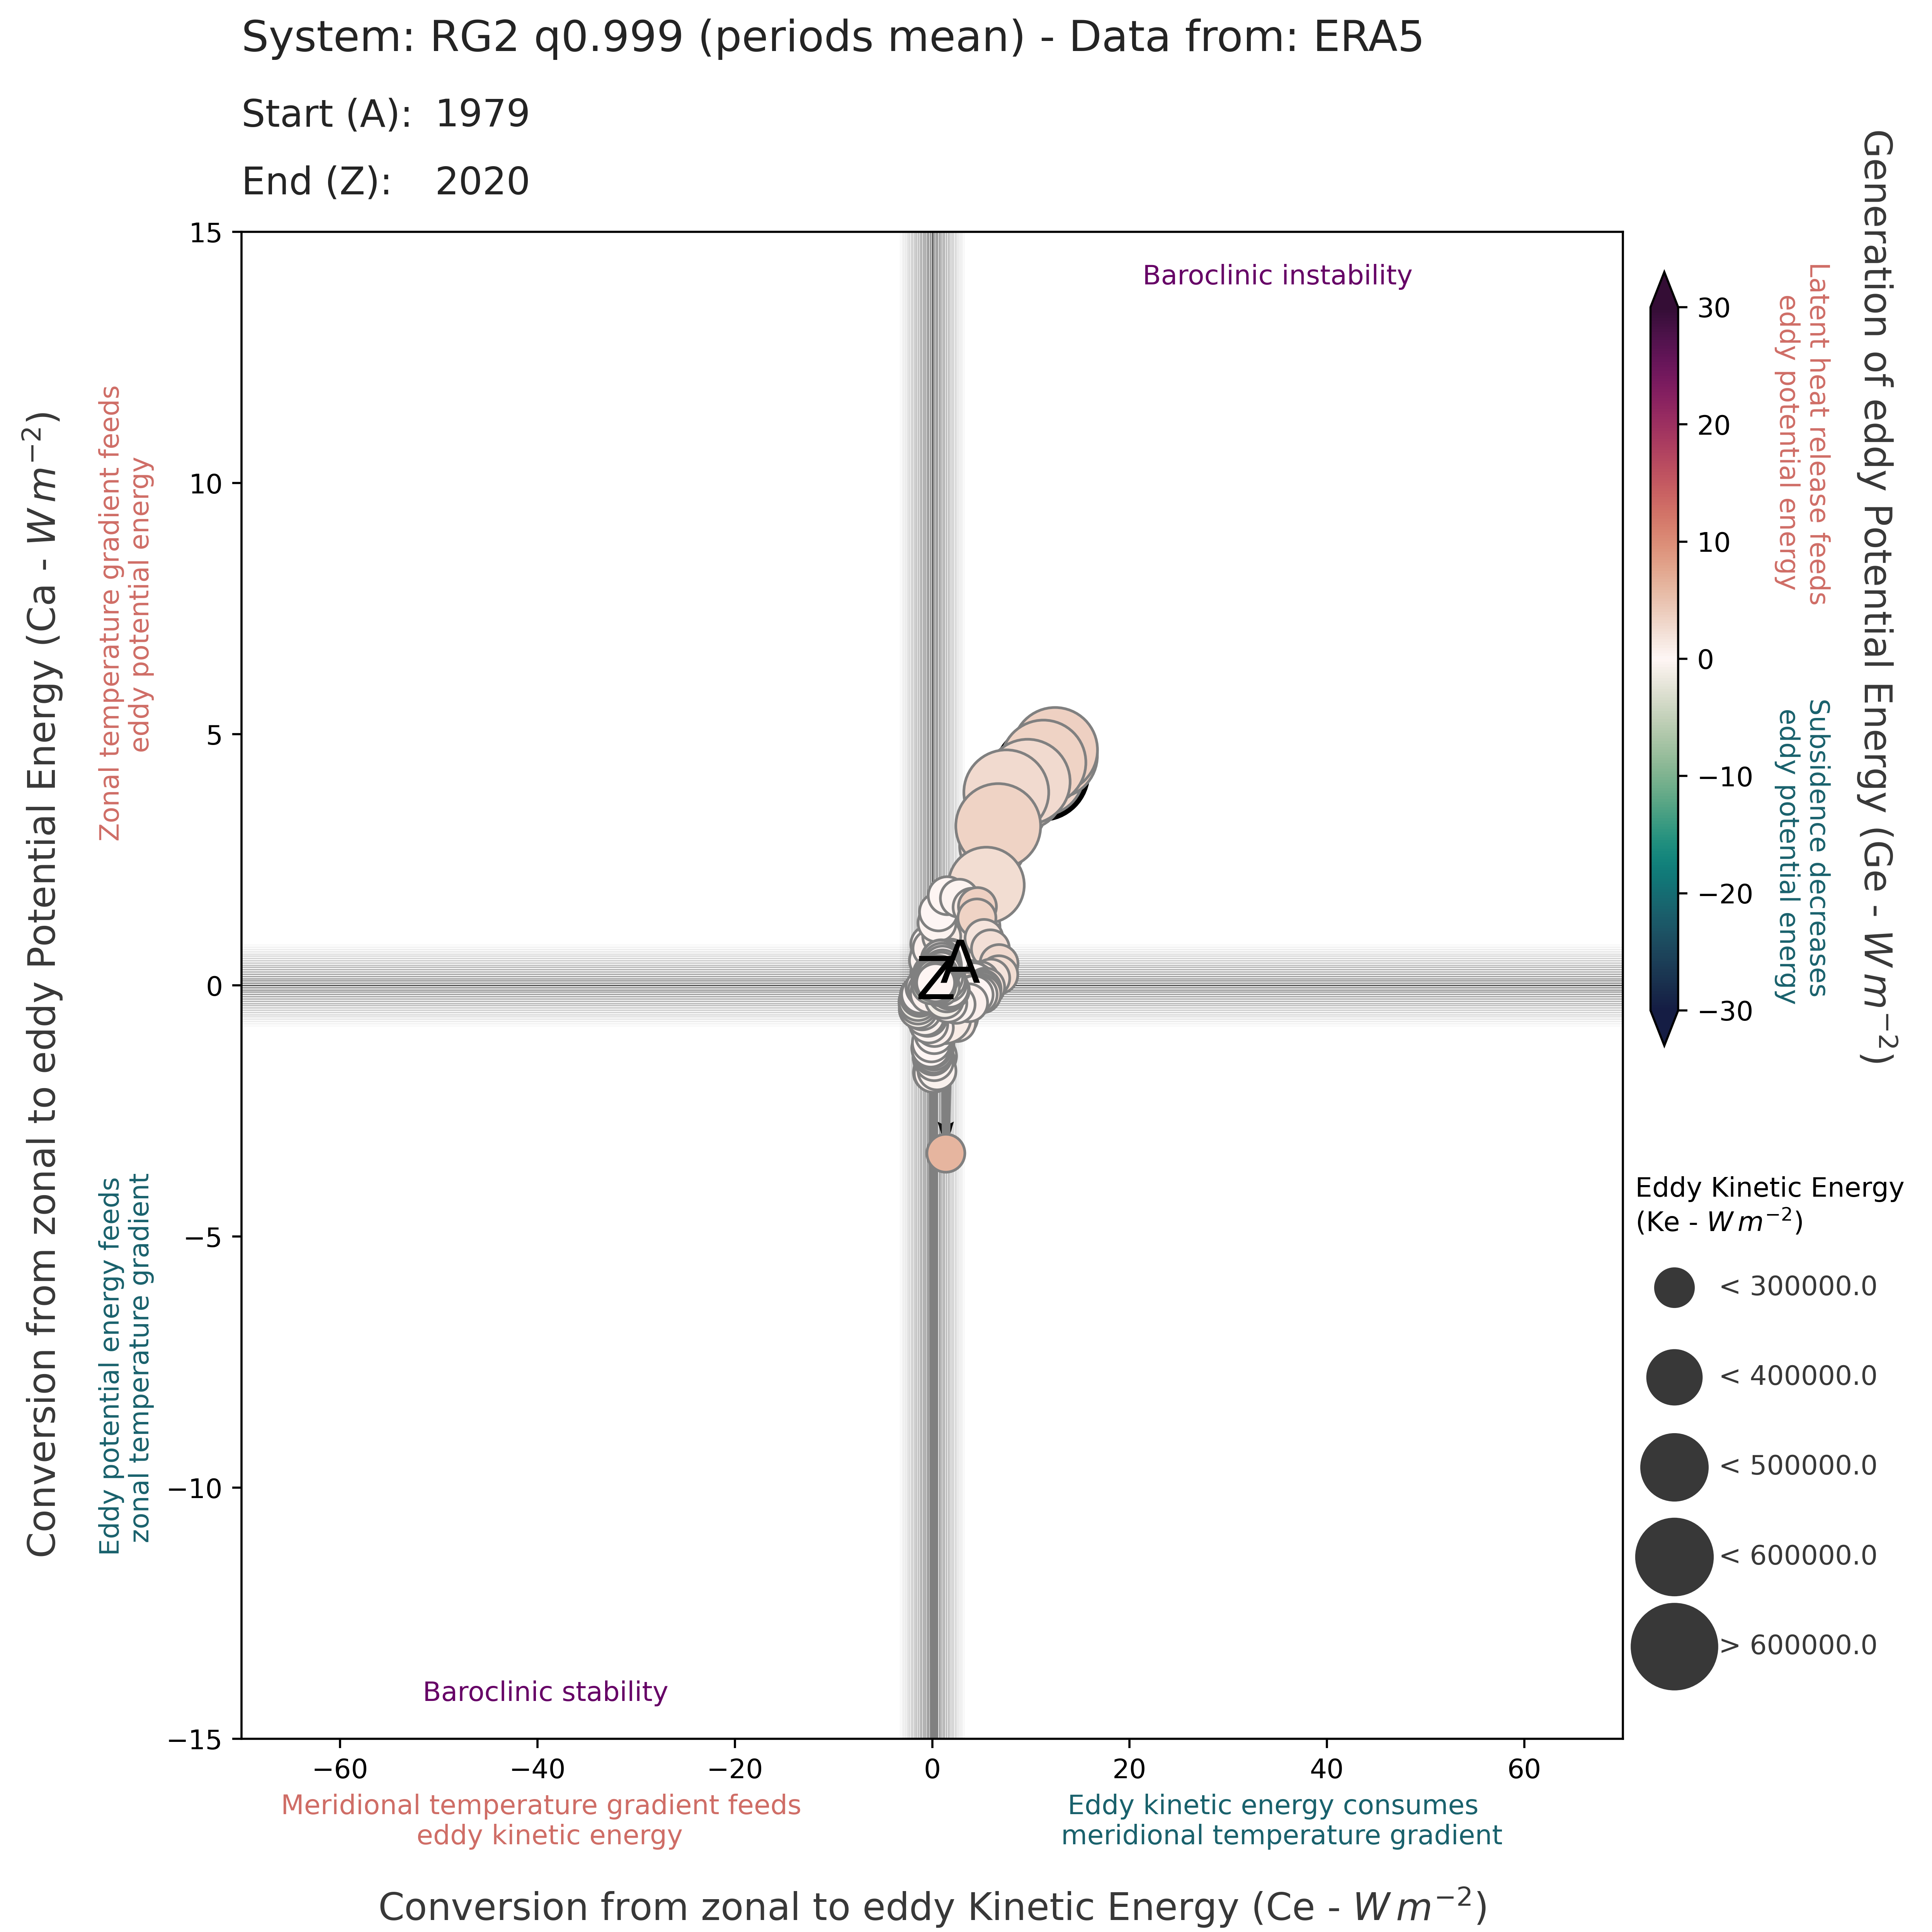 System: RG2 q0.999 (periods mean) - Data from: ERA5
Start (A): 1979
End (Z): 2020
Conversion from zonal to eddy Potential Energy (Ca - W m⁻²)
Zonal temperature gradient feeds
eddy potential energy
Eddy potential energy feeds
zonal temperature gradient
15
10
5
0
−5
−10
−15
Baroclinic instability
A
Z
Baroclinic stability
−60
−40
−20
0
20
40
60
Meridional temperature gradient feeds
eddy kinetic energy
Eddy kinetic energy consumes
meridional temperature gradient
Conversion from zonal to eddy Kinetic Energy (Ce - W m⁻²)
30
20
10
0
−10
−20
−30
Latent heat release feeds
eddy potential energy
Subsidence decreases
eddy potential energy
Generation of eddy Potential Energy (Ge - W m⁻²)
Eddy Kinetic Energy
(Ke - W m⁻²)
< 300000.0
< 400000.0
< 500000.0
< 600000.0
> 600000.0